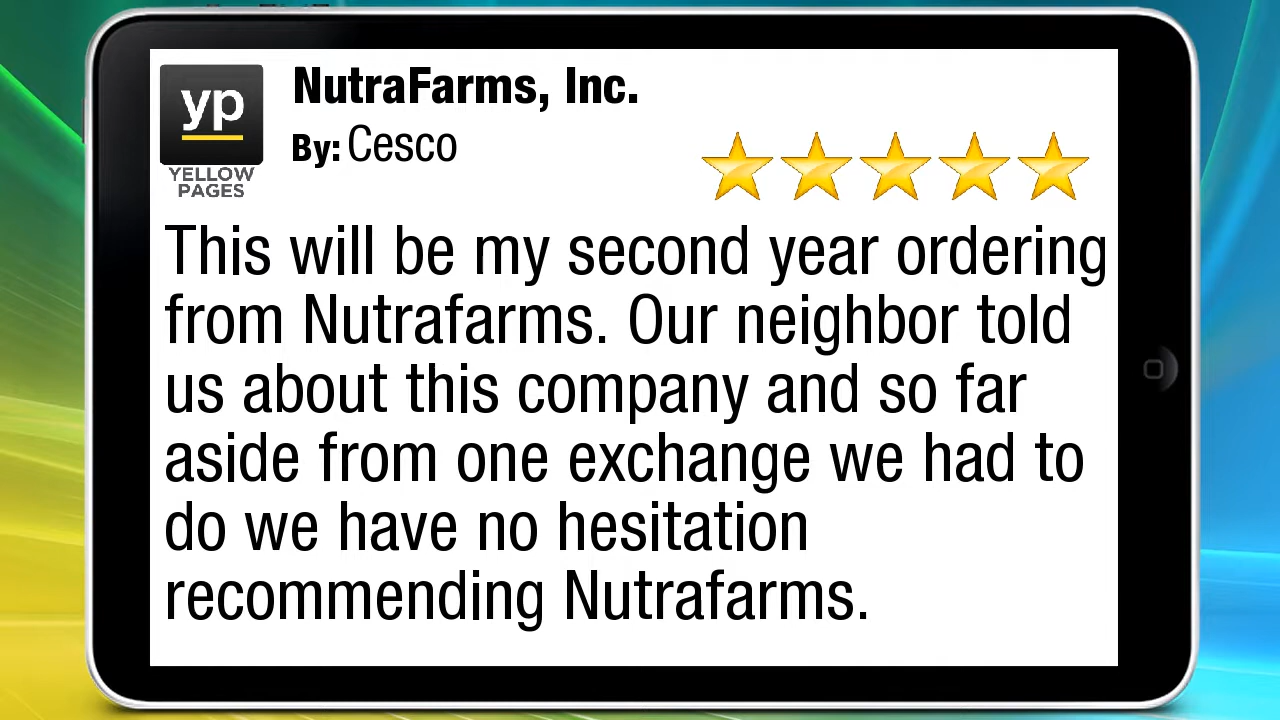 yp
YELLOW
PAGES
NutraFarms, Inc.
By: Cesco
This will be my second year ordering
from Nutrafarms. Our neighbor told
us about this company and so far
aside from one exchange we had to
do we have no hesitation
recommending Nutrafarms.